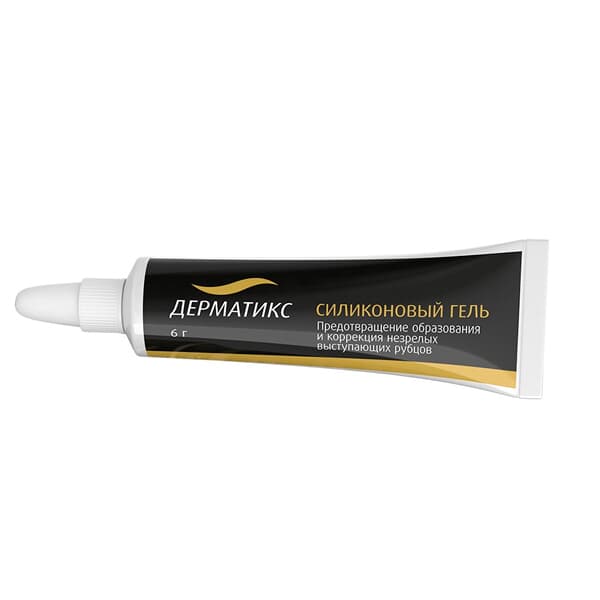 ДЕРМАТИКС
6 г
СИЛИКОНОВЫЙ ГЕЛЬ
Предотвращение образования
и коррекция незрелых
выступающих рубцов